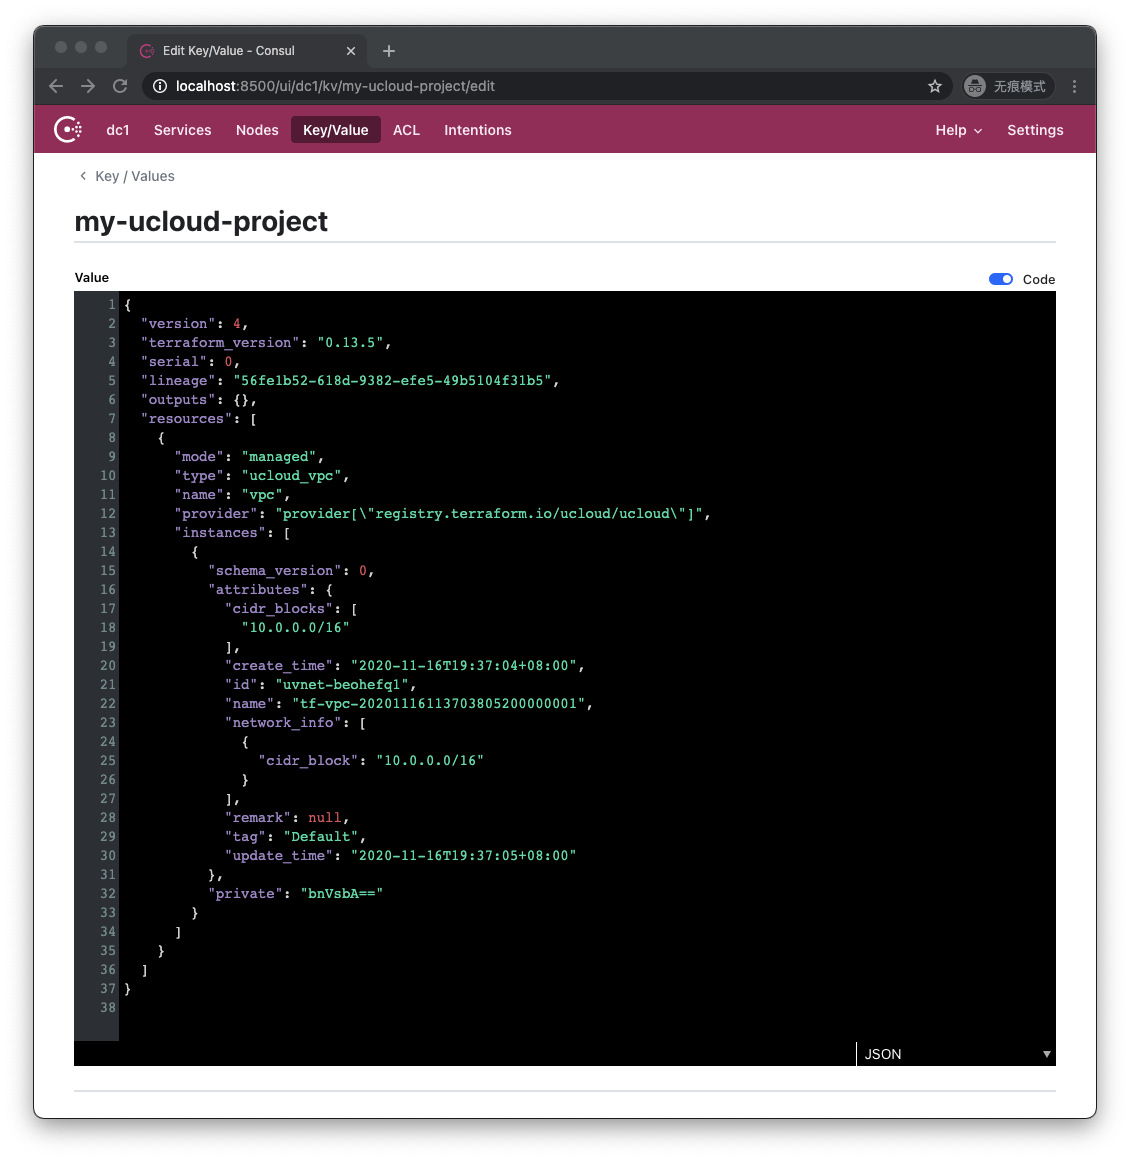 Edit Key/Value - Consul
localhost:8500/ui/dc1/kv/my-ucloud-project/edit
无痕模式
dc1 Services Nodes Key/Value ACL Intentions Help Settings
Key / Values
my-ucloud-project
Value Code
1 {
2 "version": 4,
3 "terraform_version": "0.13.5",
4 "serial": 0,
5 "lineage": "56fe1b52-618d-9382-efe5-49b5104f31b5",
6 "outputs": {},
7 "resources": [
8 {
9 "mode": "managed",
10 "type": "ucloud_vpc",
11 "name": "vpc",
12 "provider": "provider[\"registry.terraform.io/ucloud/ucloud\"]",
13 "instances": [
14 {
15 "schema_version": 0,
16 "attributes": {
17 "cidr_blocks": [
18 "10.0.0.0/16"
19 ],
20 "create_time": "2020-11-16T19:37:04+08:00",
21 "id": "uvnet-beohefql",
22 "name": "tf-vpc-20201116113703805200000001",
23 "network_info": [
24 {
25 "cidr_block": "10.0.0.0/16"
26 }
27 ],
28 "remark": null,
29 "tag": "Default",
30 "update_time": "2020-11-16T19:37:05+08:00"
31 },
32 "private": "bnVsbA=="
33 }
34 ]
35 }
36 ]
37 }
38
JSON